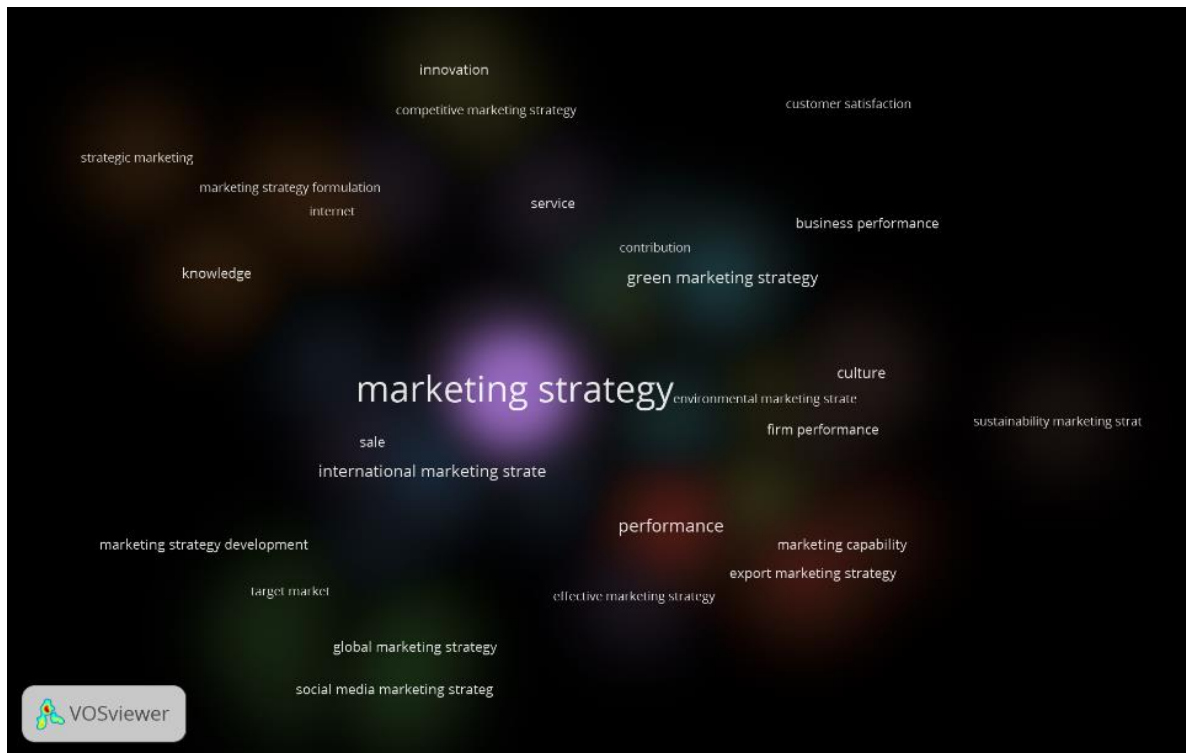 innovation
customer satisfaction
competitive marketing strategy
strategic marketing
marketing strategy formulation
service
internet
business performance
contribution
knowledge
green marketing strategy
culture
marketing strategy
environmental marketing strate
sustainability marketing strat
firm performance
sale
international marketing strate
performance
marketing strategy development
marketing capability
export marketing strategy
target market
effective marketing strategy
global marketing strategy
social media marketing strateg
VOSviewer